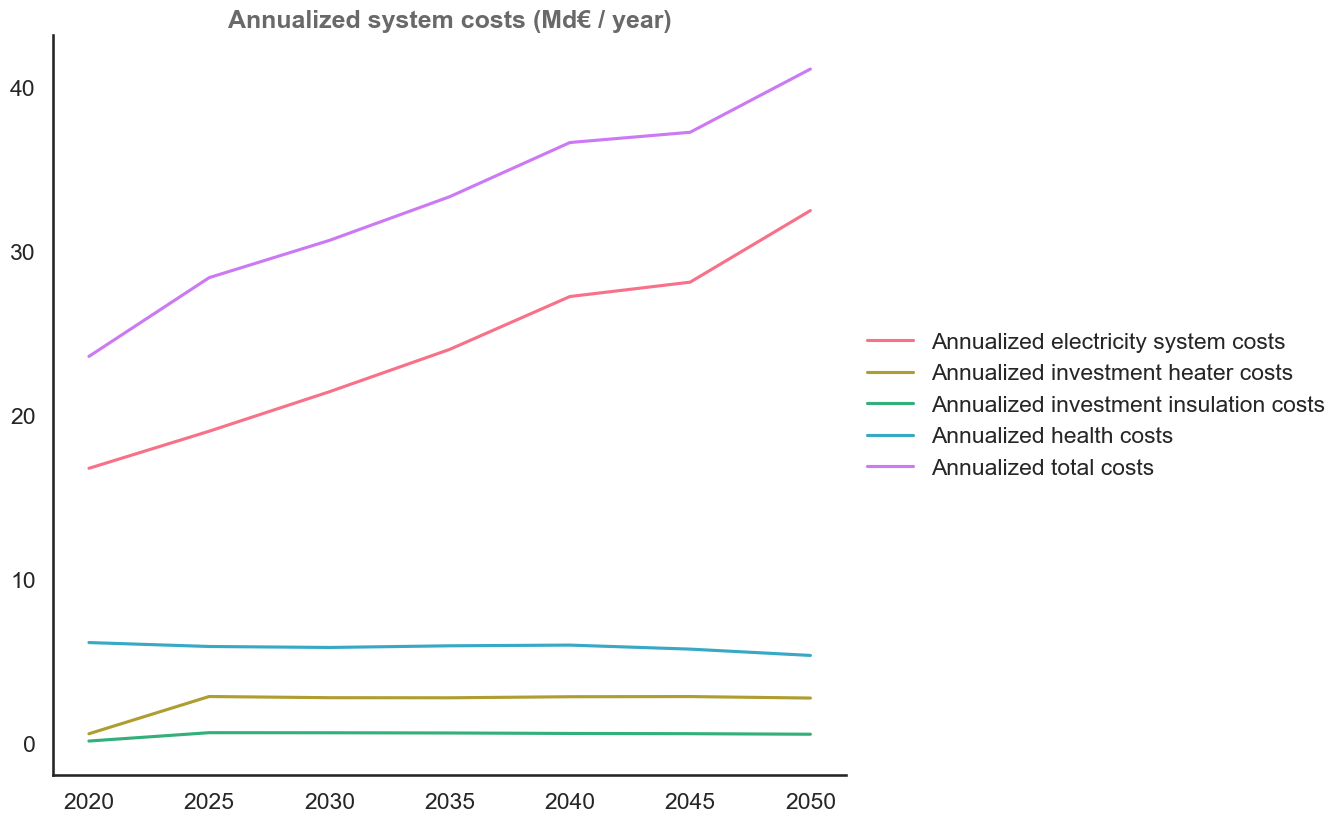 Annualized system costs (Md€ / year)
40
30
20
10
0
2020 2025 2030 2035 2040 2045 2050
Annualized electricity system costs
Annualized investment heater costs
Annualized investment insulation costs
Annualized health costs
Annualized total costs